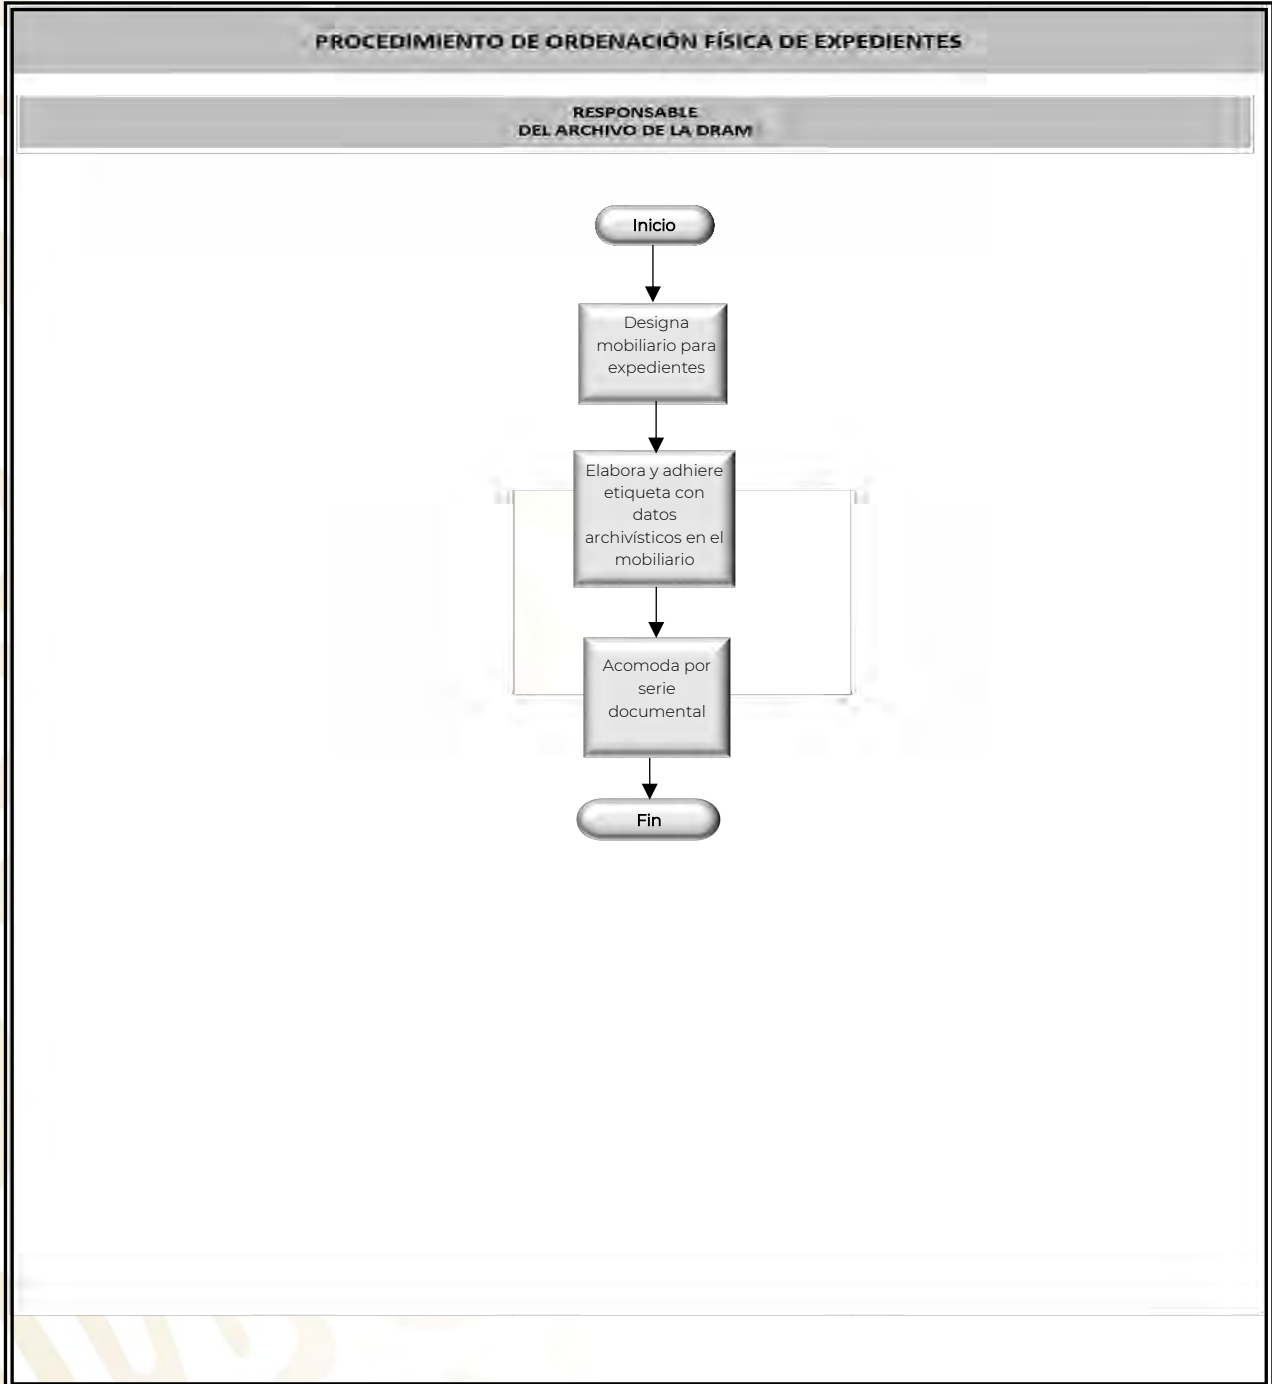 PROCEDIMIENTO DE ORDENACIÓN FÍSICA DE EXPEDIENTES
RESPONSABLE
DEL ARCHIVO DE LA DRAM
Inicio
Designa
mobiliario para
expedientes
Elabora y adhiere
etiqueta con
datos
archivísticos en el
mobiliario
Acomoda por
serie
documental
Fin